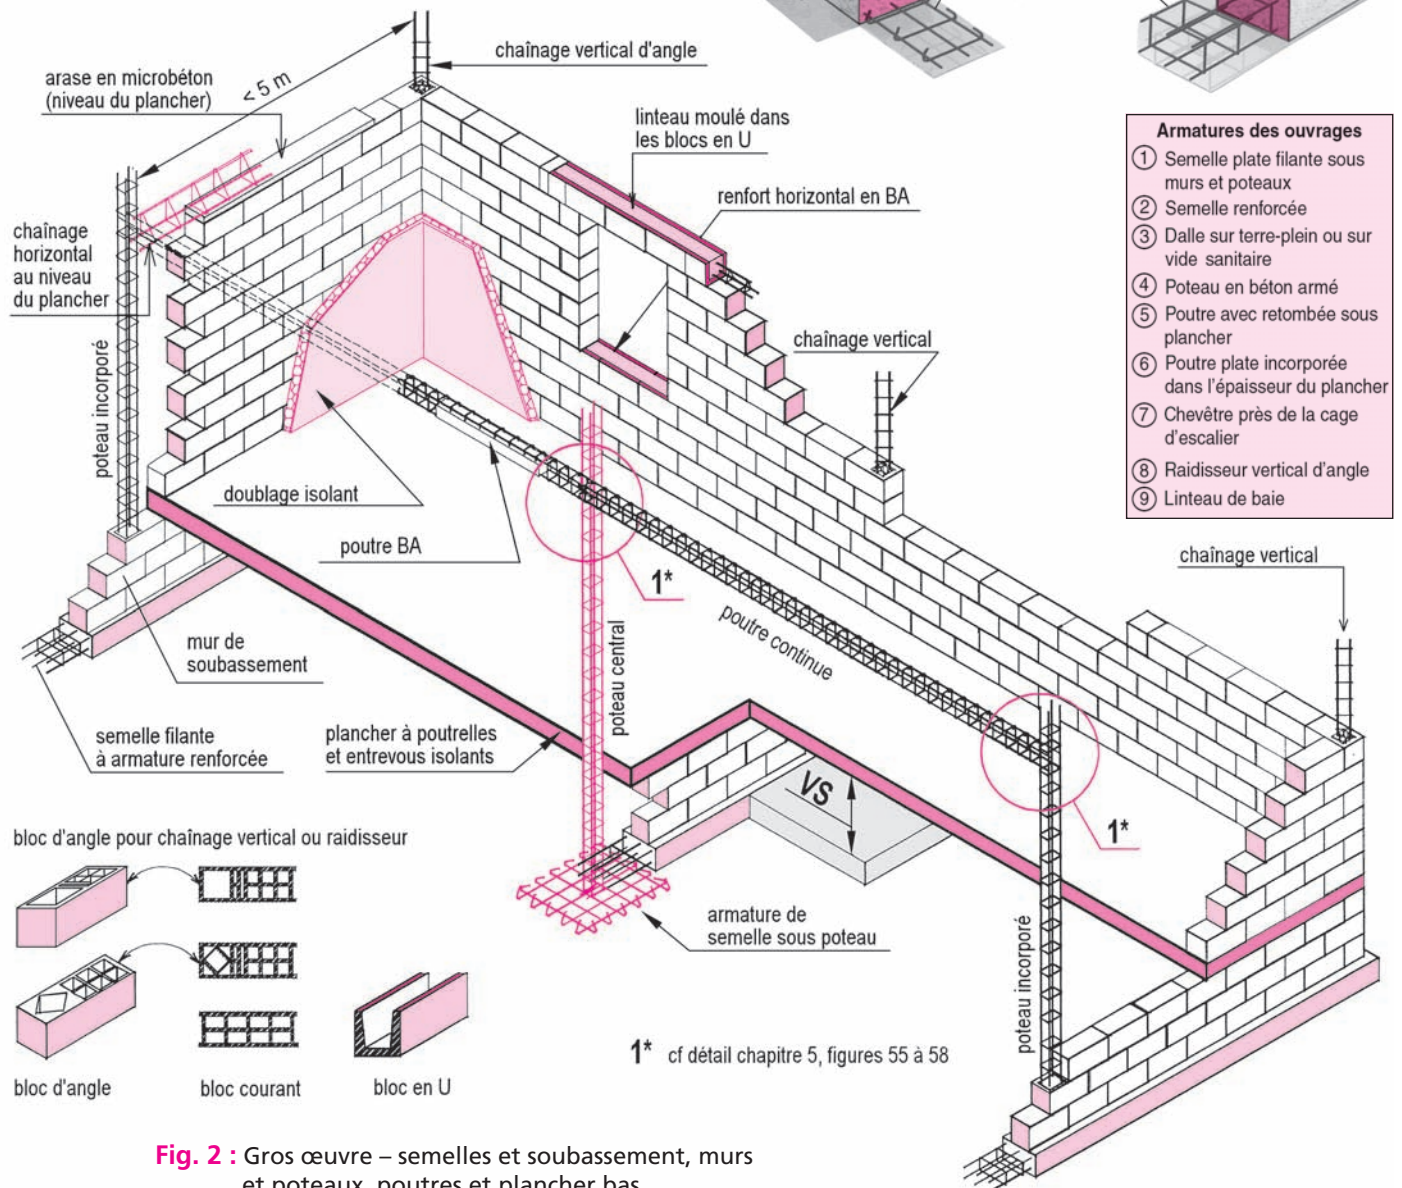 chaînage vertical d'angle
arase en microbéton
(niveau du plancher)
< 5 m
linteau moulé dans
les blocs en U
renfort horizontal en BA
chaînage
horizontal
au niveau
du plancher
chaînage vertical
poteau incorporé
doublage isolant
poutre BA
1*
poteau central
poutre continue
mur de
soubassement
semelle filante
à armature renforcée
plancher à poutrelles
et entrevous isolants
VS
1*
chaînage vertical
armature de
semelle sous poteau
poteau incorporé
Armatures des ouvrages
1 Semelle plate filante sous
murs et poteaux
2 Semelle renforcée
3 Dalle sur terre-plein ou sur
vide sanitaire
4 Poteau en béton armé
5 Poutre avec retombée sous
plancher
6 Poutre plate incorporée
dans l'épaisseur du plancher
7 Chevêtre près de la cage
d'escalier
8 Raidisseur vertical d'angle
9 Linteau de baie
bloc d'angle pour chaînage vertical ou raidisseur
bloc d'angle
bloc courant
bloc en U
1* cf détail chapitre 5, figures 55 à 58
Fig. 2 : Gros œuvre – semelles et soubassement, murs
et poteaux, poutres et plancher bas